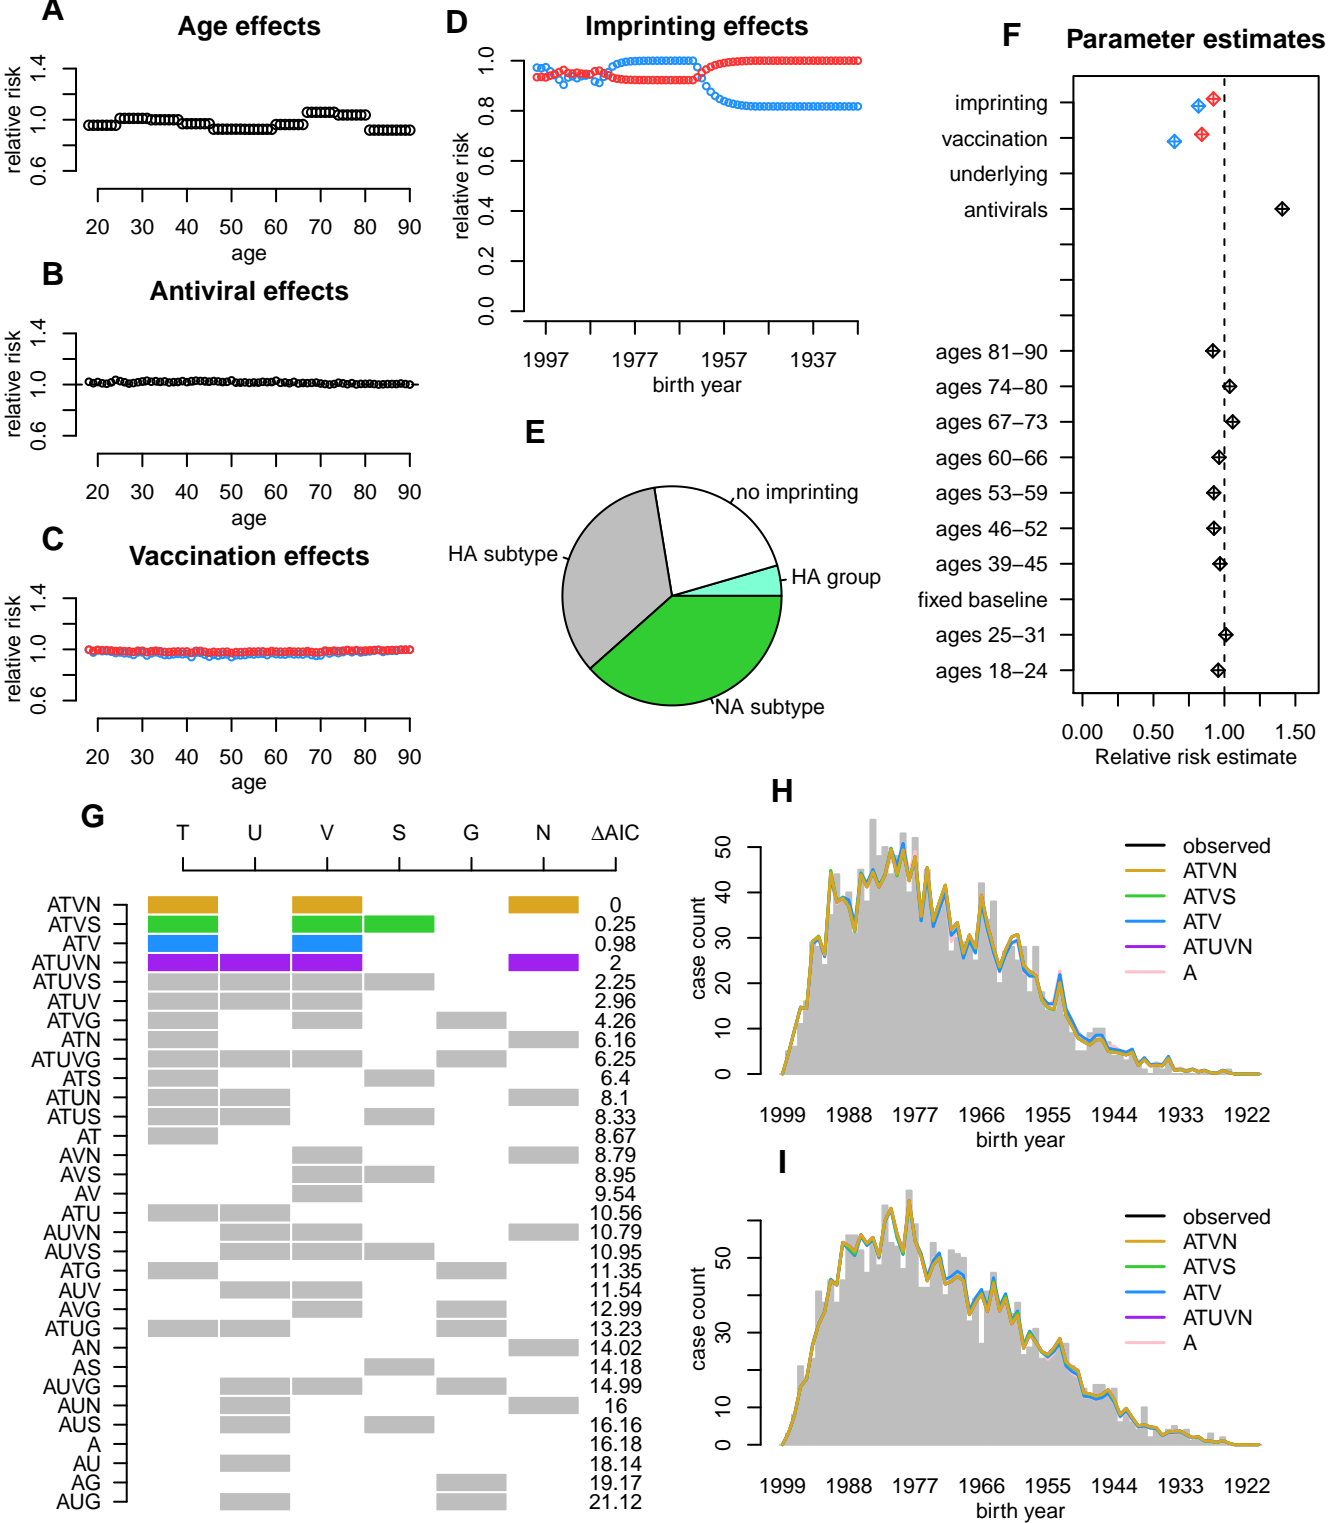 A
Age effects
relative risk
0.6 1.0 1.4
20 30 40 50 60 70 80 90
age
B
Antiviral effects
relative risk
0.6 1.0 1.4
20 30 40 50 60 70 80 90
age
C
Vaccination effects
relative risk
0.6 1.0 1.4
20 30 40 50 60 70 80 90
age
D
Imprinting effects
relative risk
0.0 0.2 0.4 0.6 0.8 1.0
1997 1977 1957 1937
birth year
E
no imprinting
HA subtype
HA group
NA subtype
F
Parameter estimates
imprinting
vaccination
underlying
antivirals
ages 81–90
ages 74–80
ages 67–73
ages 60–66
ages 53–59
ages 46–52
ages 39–45
fixed baseline
ages 25–31
ages 18–24
0.00 0.50 1.00 1.50
Relative risk estimate
G
T U V S G N ΔAIC
ATVN 0
ATVS 0.25
ATV 0.98
ATUVN 2
ATUVS 2.25
ATUV 2.96
ATVG 4.26
ATN 6.16
ATUVG 6.25
ATS 6.4
ATUN 8.1
ATUS 8.33
AT 8.67
AVN 8.79
AVS 8.95
AV 9.54
ATU 10.56
AUVN 10.79
AUVS 10.95
ATG 11.35
AUV 11.54
AVG 12.99
ATUG 13.23
AN 14.02
AS 14.18
AUVG 14.99
AUN 16
AUS 16.16
A 16.18
AU 18.14
AG 19.17
AUG 21.12
H
case count
0 10 20 30 40 50
observed
ATVN
ATVS
ATV
ATUVN
A
1999 1988 1977 1966 1955 1944 1933 1922
birth year
I
case count
0 10 30 50
observed
ATVN
ATVS
ATV
ATUVN
A
1999 1988 1977 1966 1955 1944 1933 1922
birth year